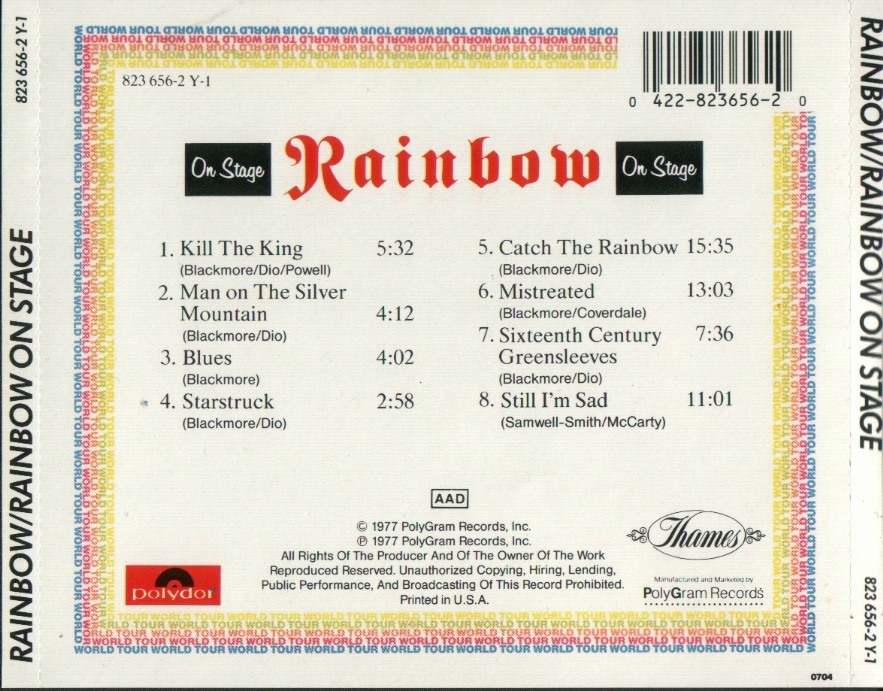 RAINBOW/RAINBOW ON STAGE
823 656-2 Y-1
WORLD TOUR WORLD TOUR WORLD TOUR WORLD TOUR
823 656-2 Y-1
0 422-823656-2 0
On Stage
Rainbow
On Stage
1. Kill The King 5:32
(Blackmore/Dio/Powell)
2. Man on The Silver
Mountain 4:12
(Blackmore/Dio)
3. Blues 4:02
(Blackmore)
4. Starstruck 2:58
(Blackmore/Dio)
5. Catch The Rainbow 15:35
(Blackmore/Dio)
6. Mistreated 13:03
(Blackmore/Coverdale)
7. Sixteenth Century 7:36
Greensleeves
(Blackmore/Dio)
8. Still I'm Sad 11:01
(Samwell-Smith/McCarty)
AAD
© 1977 PolyGram Records, Inc.
℗ 1977 PolyGram Records, Inc.
All Rights Of The Producer And Of The Owner Of The Work
Reproduced Reserved. Unauthorized Copying, Hiring, Lending,
Public Performance, And Broadcasting Of This Record Prohibited.
Printed in U.S.A.
polydor
Thames
Manufactured and Marketed by
PolyGram Records
RAINBOW/RAINBOW ON STAGE
823 656-2 Y-1
0704